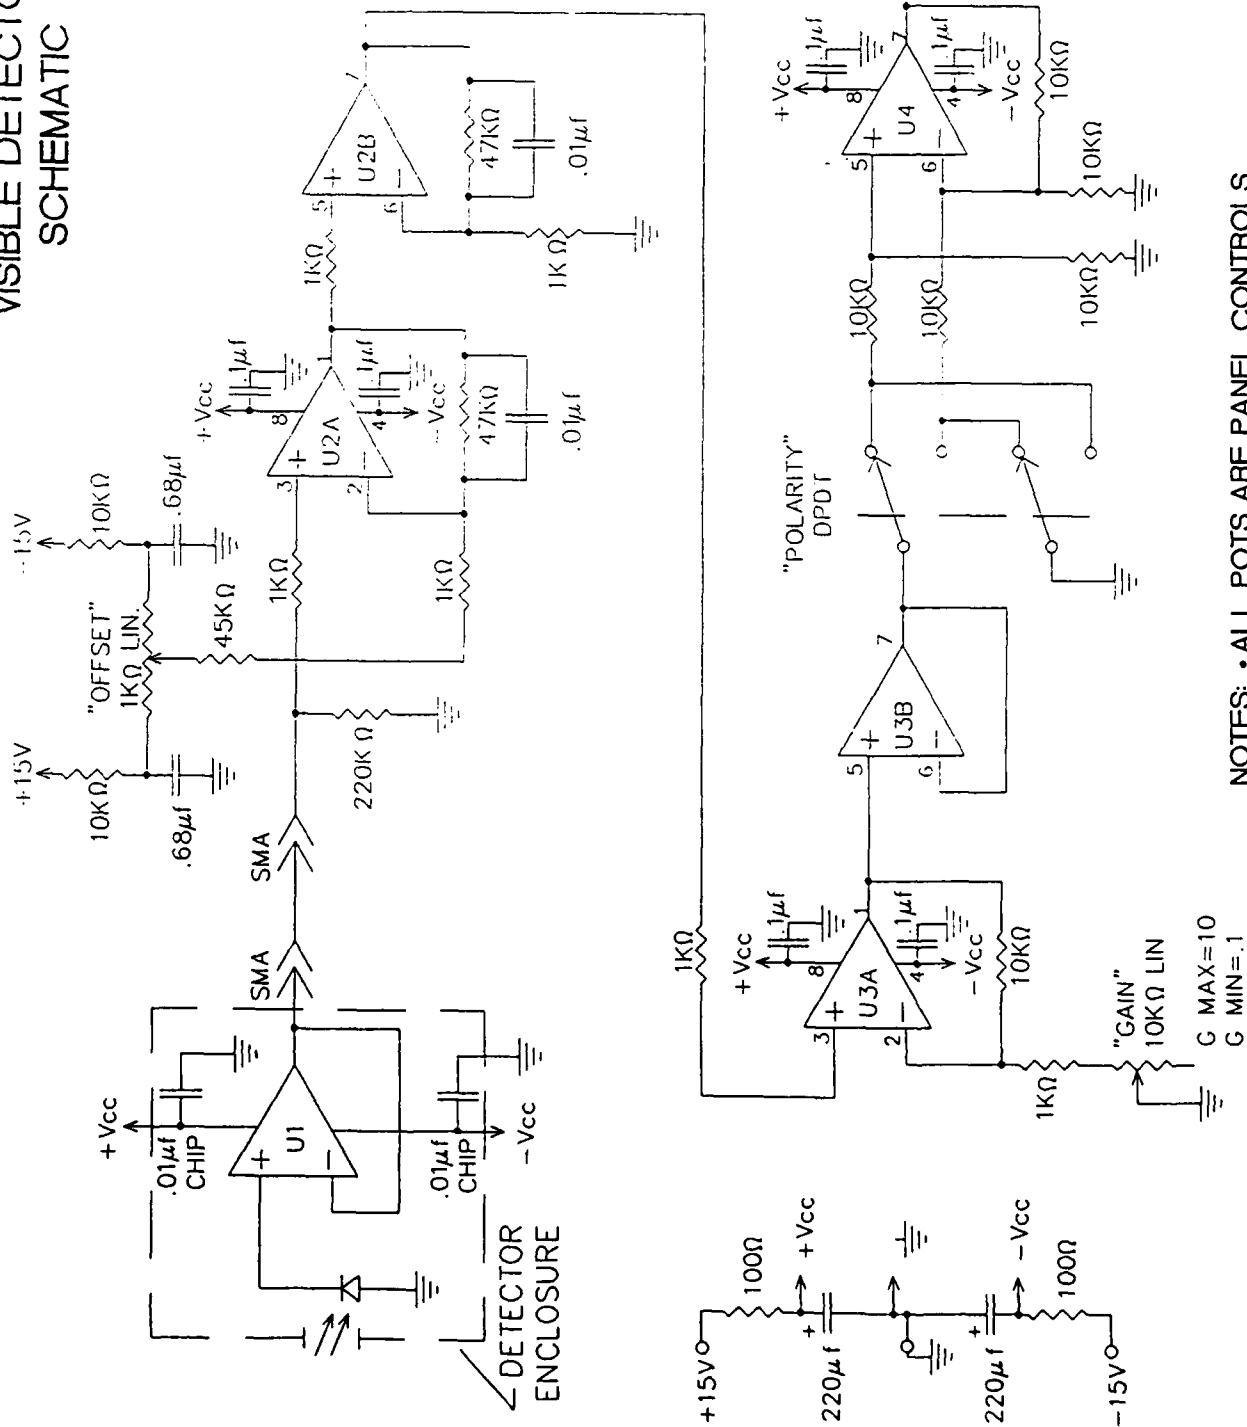 SCHEMATIC
+15V
10KΩ
.68µf
"OFFSET"
1KΩ LIN.
45KΩ
-15V
10KΩ
.68µf
DETECTOR
ENCLOSURE
+Vcc
.01µf
CHIP
U1
+
−
.01µf
CHIP
-Vcc
SMA
SMA
220KΩ
1KΩ
1KΩ
3
2
+
−
U2A
+Vcc
8
.1µf
1
4
.1µf
-Vcc
47KΩ
.01µf
1KΩ
5
6
+
−
U2B
7
47KΩ
.01µf
1KΩ
+15V
100Ω
+Vcc
+
220µf
+
220µf
-Vcc
100Ω
-15V
1KΩ
3
2
+
−
U3A
+Vcc
8
.1µf
1
4
.1µf
-Vcc
10KΩ
1KΩ
"GAIN"
10KΩ LIN
G MAX=10
G MIN=.1
5
6
+
−
U3B
7
"POLARITY"
DPDT
10KΩ
10KΩ
10KΩ
10KΩ
5
6
+
−
U4
+Vcc
8
.1µf
7
4
.1µf
-Vcc
10KΩ
NOTES: • ALL POTS ARE PANEL CONTROLS